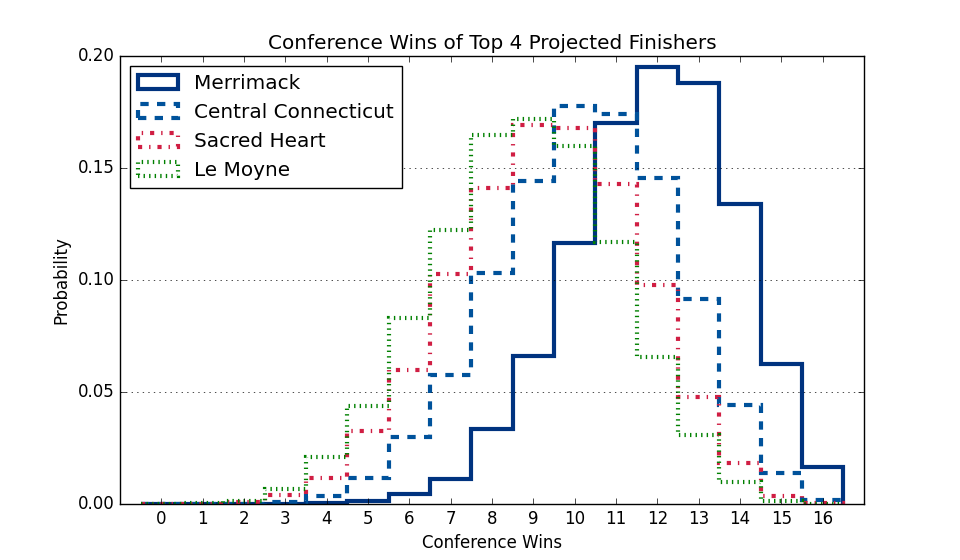 Conference Wins of Top 4 Projected Finishers
Merrimack
Central Connecticut
Sacred Heart
Le Moyne
0.20
0.15
0.10
0.05
0.00
Probability
0 1 2 3 4 5 6 7 8 9 10 11 12 13 14 15 16
Conference Wins